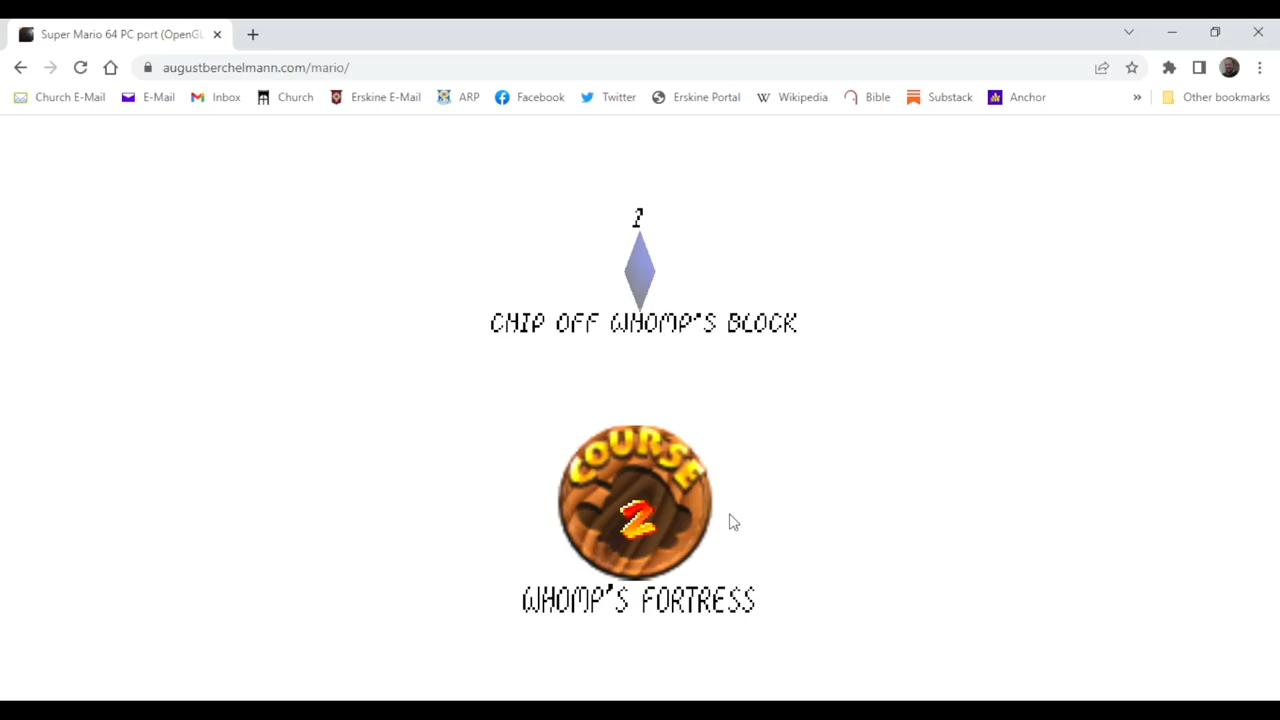 Super Mario 64 PC port (OpenGL
augustberchelmann.com/mario/
Church E-Mail E-Mail Inbox Church Erskine E-Mail ARP Facebook Twitter Erskine Portal Wikipedia Bible Substack Anchor » Other bookmarks
CHIP OFF WHOMP'S BLOCK
COURSE
2
WHOMP'S FORTRESS